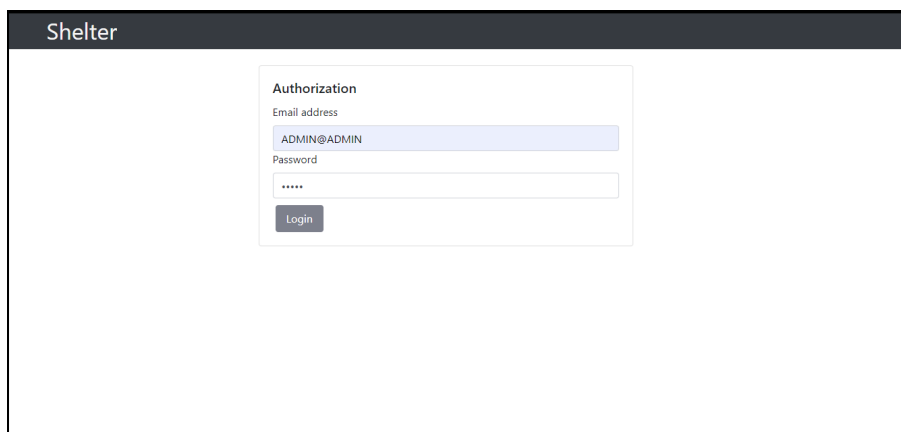 Shelter
Authorization
Email address
ADMIN@ADMIN
Password
•••••
Login